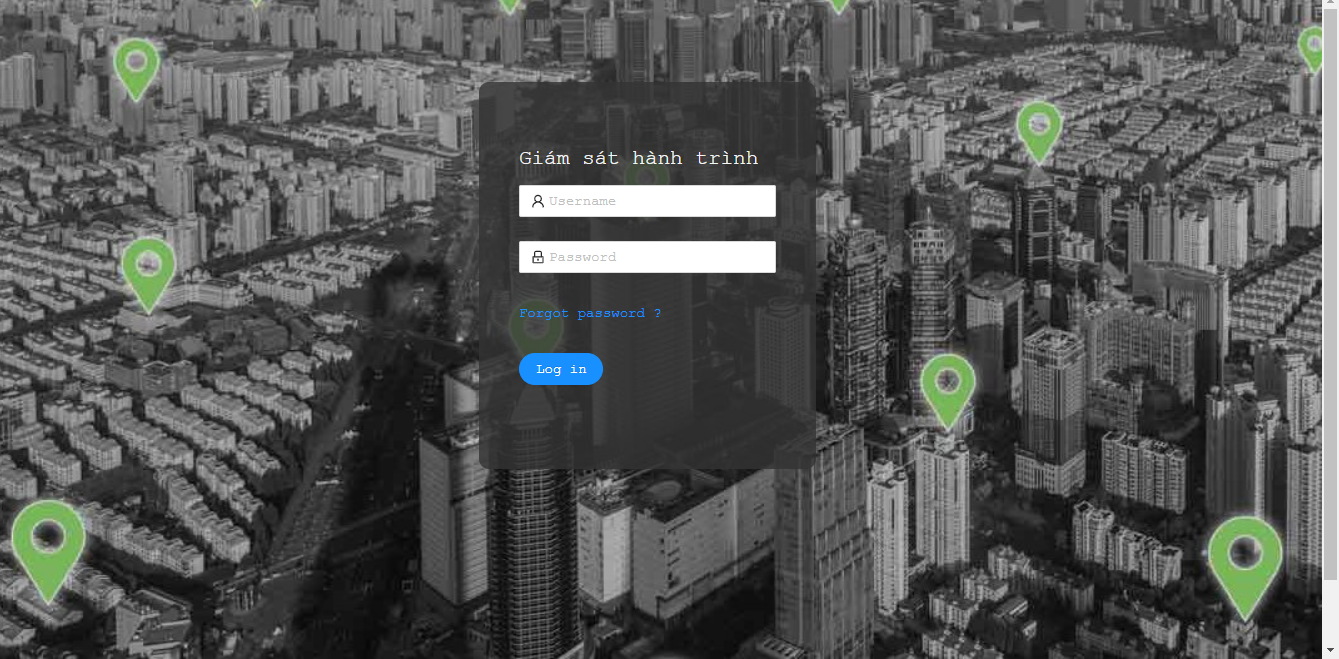 Giám sát hành trình
Username
Password
Forgot password ?
Log in